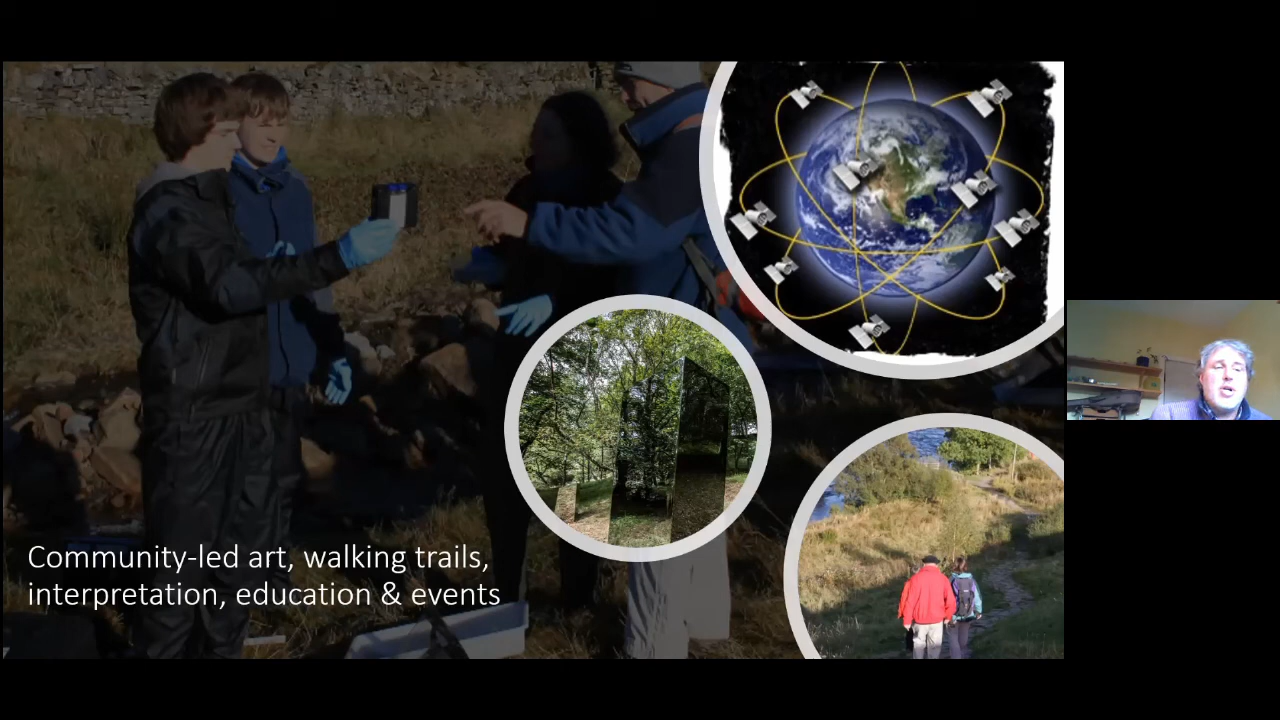 Community-led art, walking trails,
interpretation, education & events